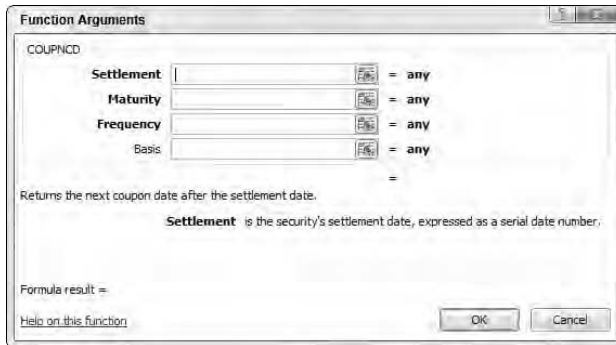 Function Arguments
COUPNCD
Settlement = any
Maturity = any
Frequency = any
Basis = any
=
Returns the next coupon date after the settlement date.
Settlement is the security's settlement date, expressed as a serial date number.
Formula result =
Help on this function OK Cancel